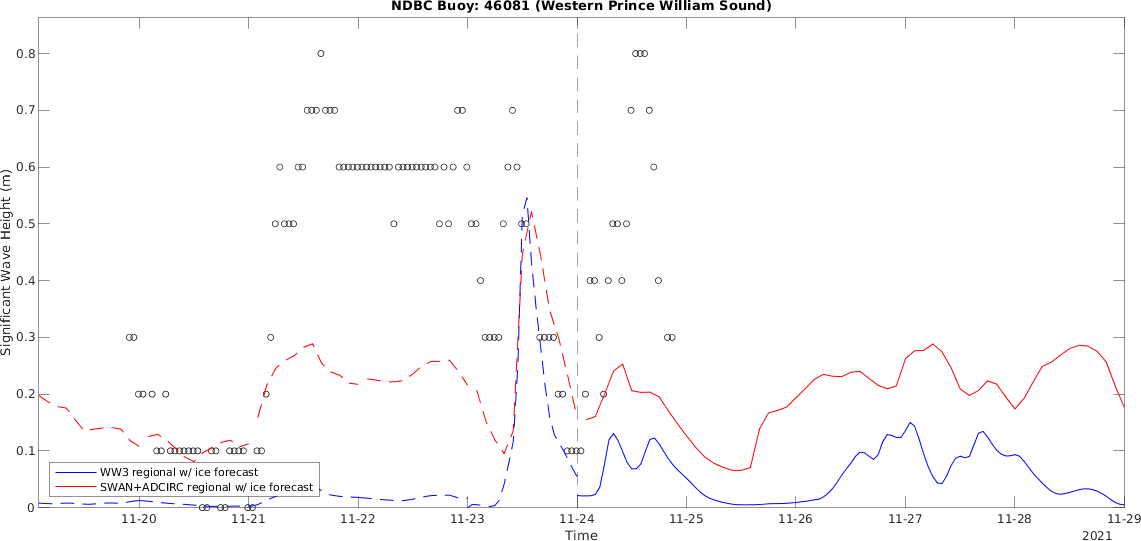 NDBC Buoy: 46081 (Western Prince William Sound)
Significant Wave Height (m)
0.8
0.7
0.6
0.5
0.4
0.3
0.2
0.1
0
WW3 regional w/ ice forecast
SWAN+ADCIRC regional w/ ice forecast
11-20 11-21 11-22 11-23 11-24 11-25 11-26 11-27 11-28 11-29
Time
2021